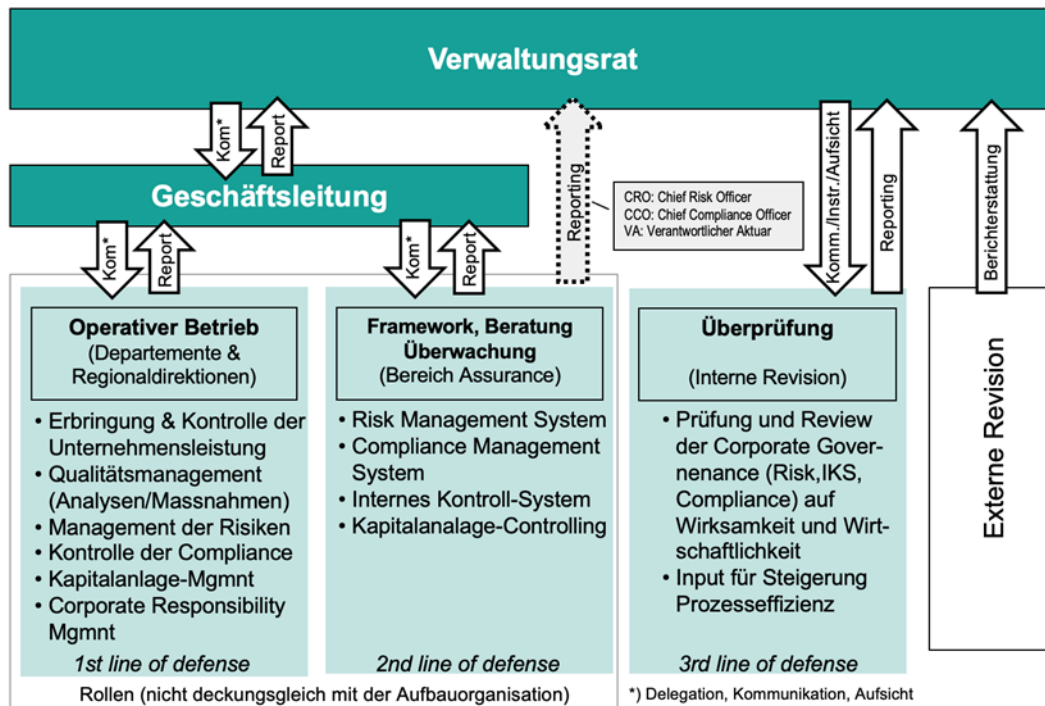 Verwaltungsrat
Kom*
Report
Reporting
Komm./Instr./Aufsicht
Reporting
Berichterstattung
Geschäftsleitung
CRO: Chief Risk Officer
CCO: Chief Compliance Officer
VA: Verantwortlicher Aktuar
Kom*
Report
Kom*
Report
Operativer Betrieb
(Departemente &
Regionaldirektionen)
• Erbringung & Kontrolle der
Unternehmensleistung
• Qualitätsmanagement
(Analysen/Massnahmen)
• Management der Risiken
• Kontrolle der Compliance
• Kapitalanlage-Mgmnt
• Corporate Responsibility
Mgmnt
1st line of defense
Framework, Beratung
Überwachung
(Bereich Assurance)
• Risk Management System
• Compliance Management
System
• Internes Kontroll-System
• Kapitalanalage-Controlling
2nd line of defense
Überprüfung
(Interne Revision)
• Prüfung und Review
der Corporate Gover-
nenance (Risk,IKS,
Compliance) auf
Wirksamkeit und Wirt-
schaftlichkeit
• Input für Steigerung
Prozesseffizienz
3rd line of defense
Externe Revision
Rollen (nicht deckungsgleich mit der Aufbauorganisation)
*) Delegation, Kommunikation, Aufsicht